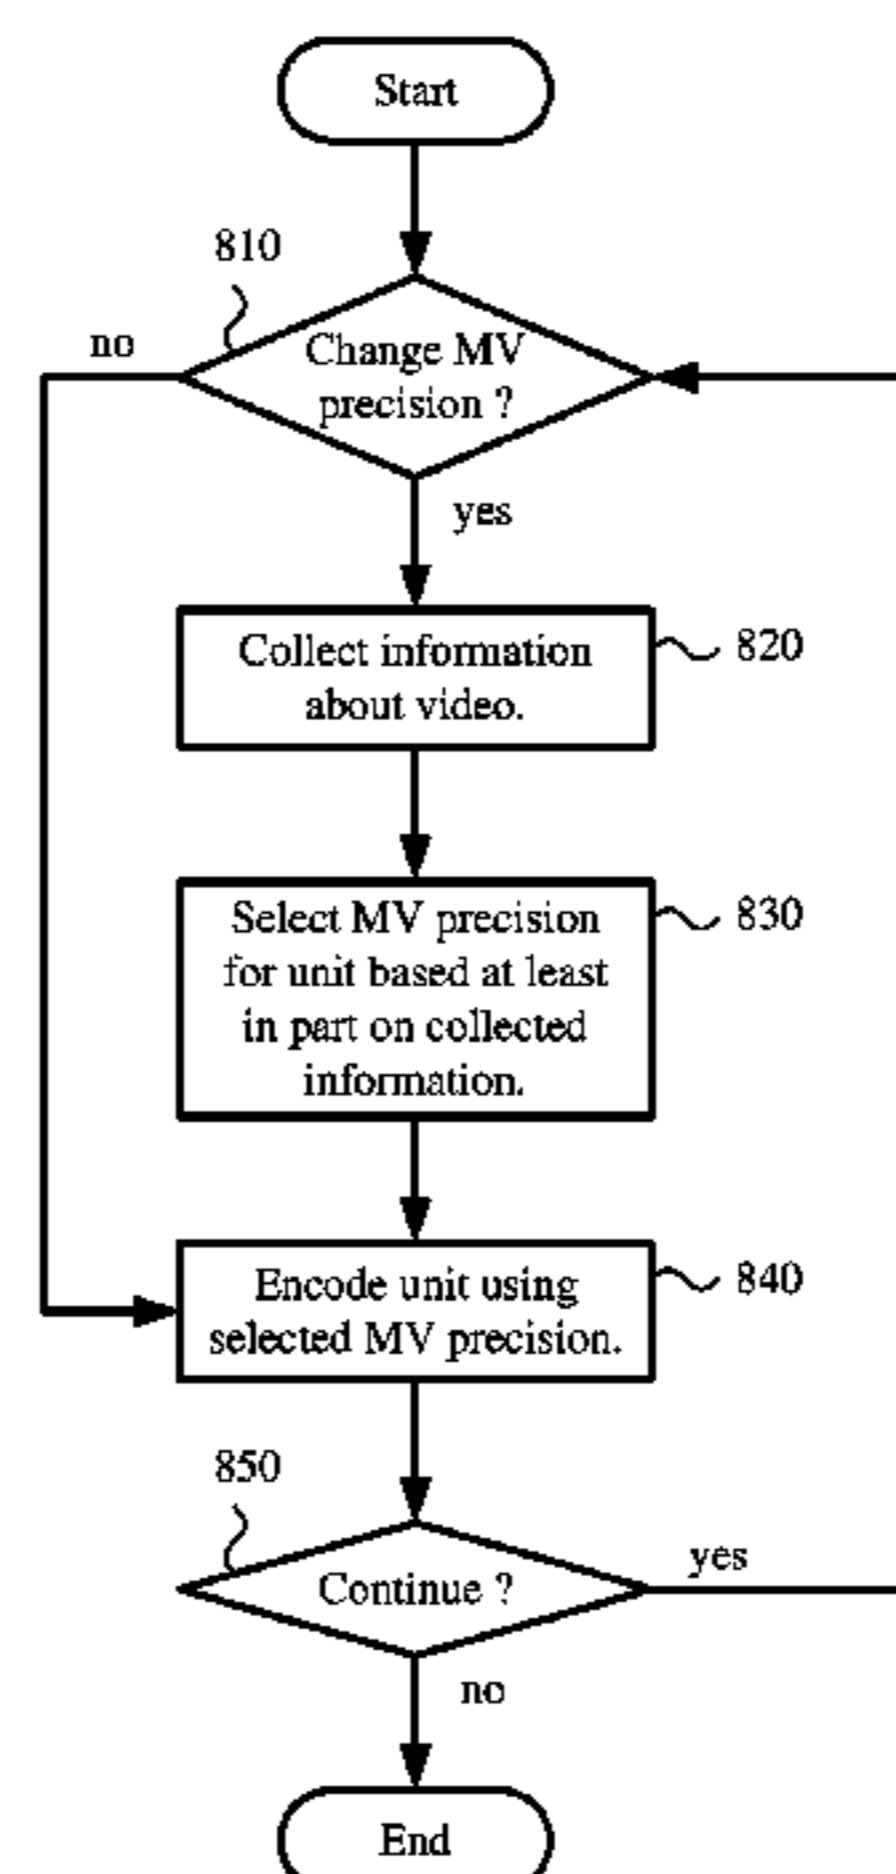 Start
810
no
Change MV
precision ?
yes
Collect information
about video.
820
Select MV precision
for unit based at least
in part on collected
information.
830
Encode unit using
selected MV precision.
840
850
Continue ?
yes
no
End